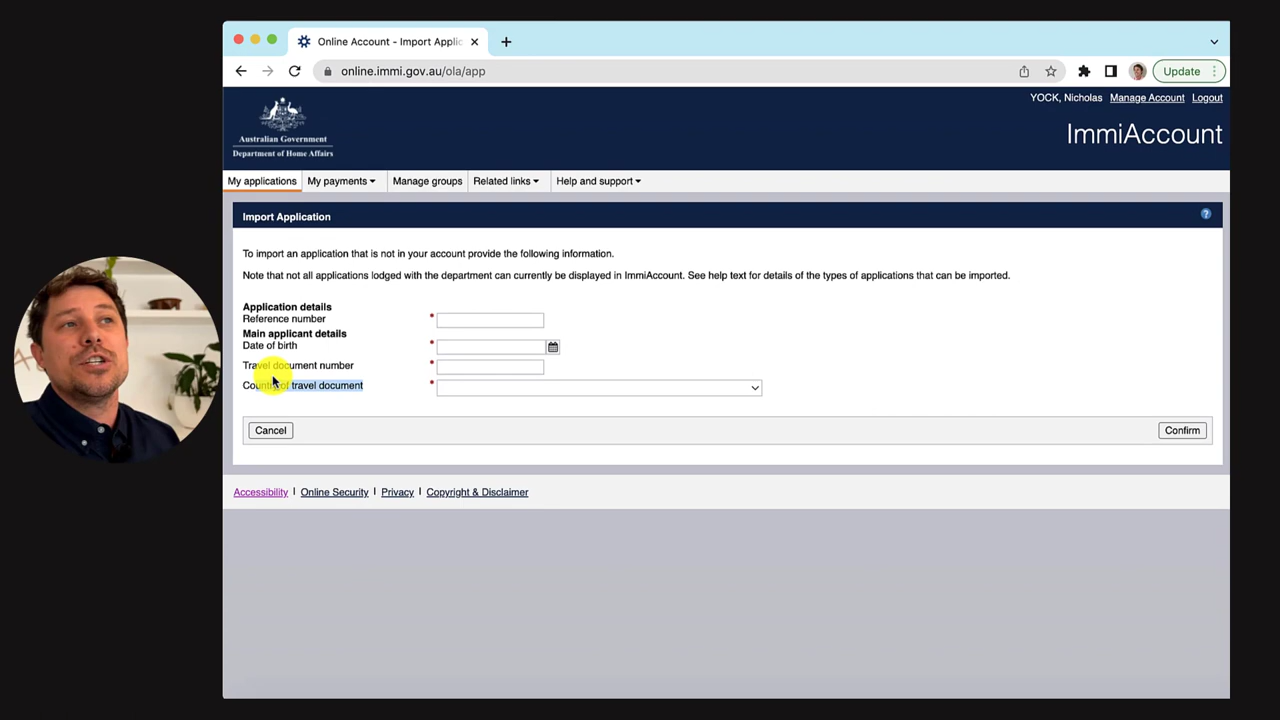 Online Account - Import Applic
online.immi.gov.au/ola/app
Update
YOCK, Nicholas Manage Account Logout
Australian Government
Department of Home Affairs
ImmiAccount
My applications My payments Manage groups Related links Help and support
Import Application
To import an application that is not in your account provide the following information.
Note that not all applications lodged with the department can currently be displayed in ImmiAccount. See help text for details of the types of applications that can be imported.
Application details
Reference number *
Main applicant details
Date of birth *
Travel document number *
Country of travel document *
Cancel Confirm
Accessibility | Online Security | Privacy | Copyright & Disclaimer